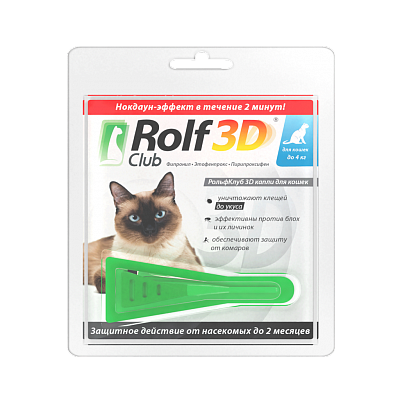 Нокдаун-эффект в течение 2 минут!
Rolf 3D®
Club
Фипронил • Этофенпрокс • Пирипроксифен
для кошек
до 4 кг
РольфКлуб 3D капли для кошек
уничтожают клещей
до укуса
эффективны против блох
и их личинок
обеспечивают защиту
от комаров
3D
Защитное действие от насекомых до 2 месяцев